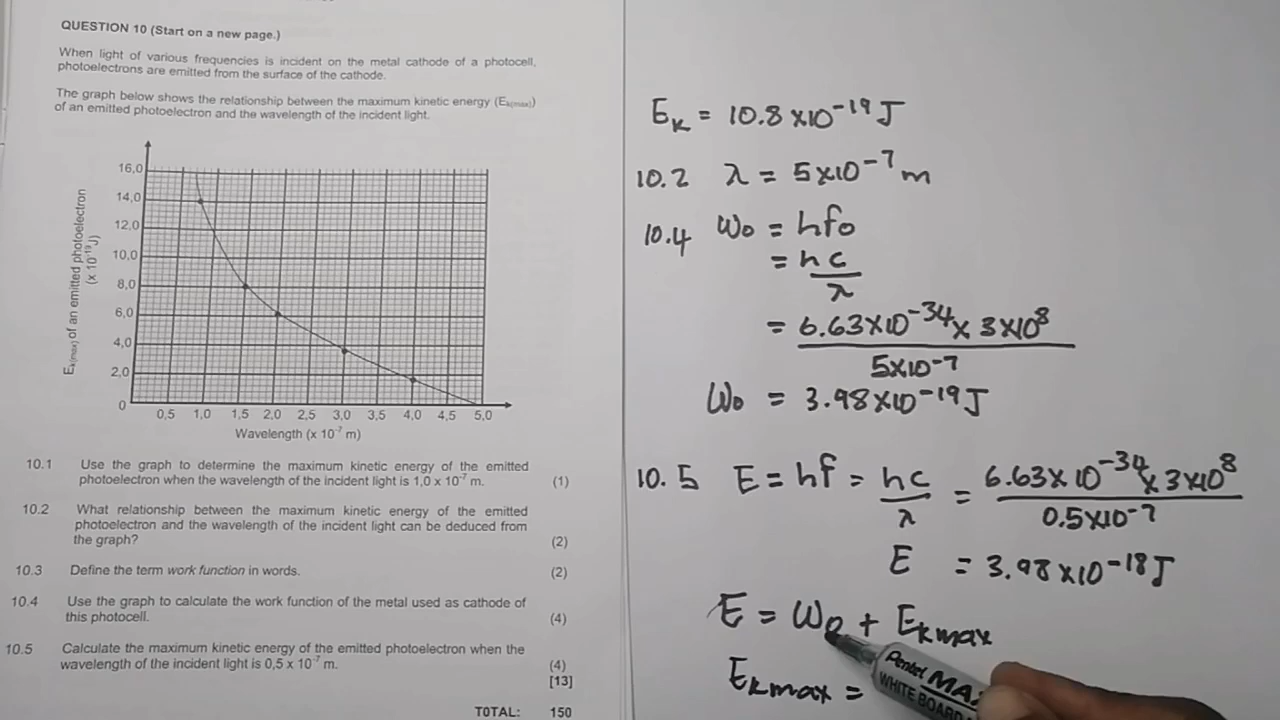 QUESTION 10 (Start on a new page.)
When light of various frequencies is incident on the metal cathode of a photocell,
photoelectrons are emitted from the surface of the cathode.
The graph below shows the relationship between the maximum kinetic energy (Ek(max))
of an emitted photoelectron and the wavelength of the incident light.
Ek(max) of an emitted photoelectron
(x 10⁻¹⁹ J)
16,0
14,0
12,0
10,0
8,0
6,0
4,0
2,0
0
0,5 1,0 1,5 2,0 2,5 3,0 3,5 4,0 4,5 5,0
Wavelength (x 10⁻⁷ m)
10.1 Use the graph to determine the maximum kinetic energy of the emitted
photoelectron when the wavelength of the incident light is 1,0 x 10⁻⁷ m. (1)
10.2 What relationship between the maximum kinetic energy of the emitted
photoelectron and the wavelength of the incident light can be deduced from
the graph? (2)
10.3 Define the term work function in words. (2)
10.4 Use the graph to calculate the work function of the metal used as cathode of
this photocell. (4)
10.5 Calculate the maximum kinetic energy of the emitted photoelectron when the
wavelength of the incident light is 0,5 x 10⁻⁷ m. (4)
[13]
TOTAL: 150
EK = 10.8 x10⁻¹⁹J
10.2 λ = 5x10⁻⁷ m
10.4 W0 = hf0
= hc
λ
= 6.63x10⁻³⁴ x 3x10⁸
5x10⁻⁷
W0 = 3.98x10⁻¹⁹J
10.5 E = hf = hc = 6.63x10⁻³⁴ x 3x10⁸
λ 0.5x10⁻⁷
E = 3.98x10⁻¹⁸J
E = W0 + Ekmax
Ekmax =
Pentel MA
WHITE BOARD